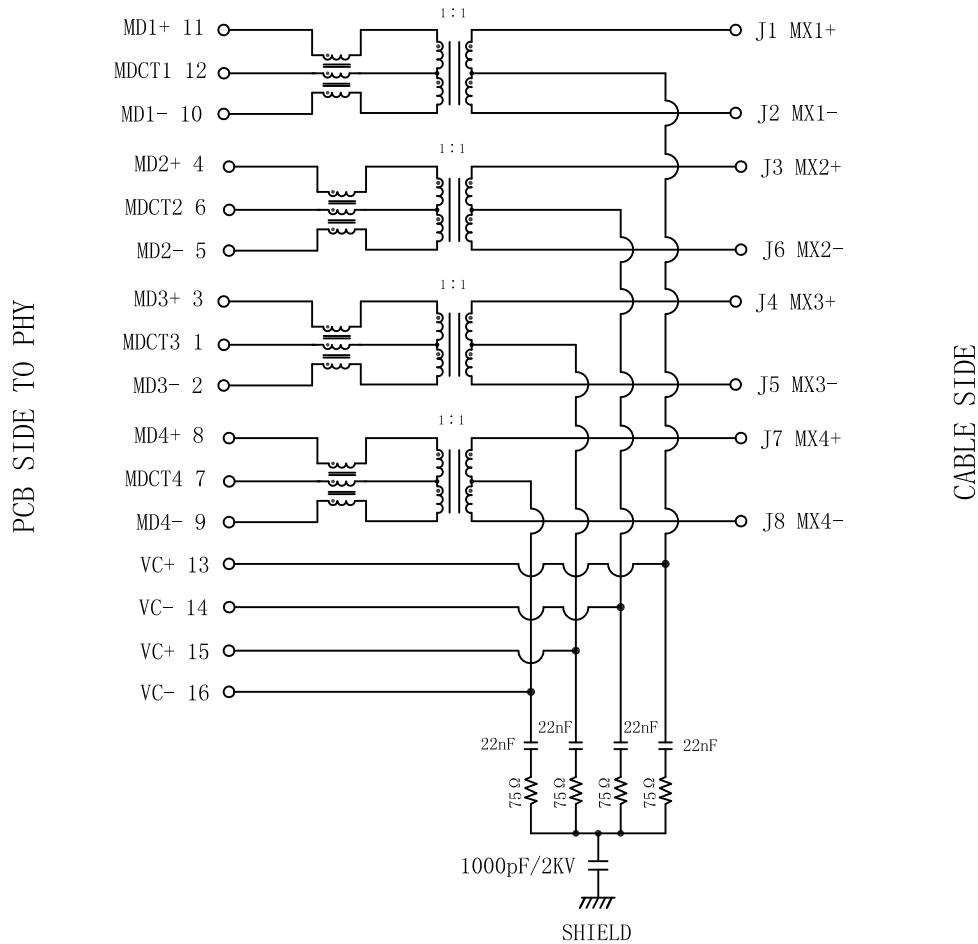 1:1
MD1+ 11
J1 MX1+
MDCT1 12
MD1- 10
J2 MX1-
1:1
MD2+ 4
J3 MX2+
MDCT2 6
MD2- 5
J6 MX2-
1:1
MD3+ 3
J4 MX3+
MDCT3 1
MD3- 2
J5 MX3-
1:1
MD4+ 8
J7 MX4+
MDCT4 7
MD4- 9
J8 MX4-
VC+ 13
VC- 14
VC+ 15
VC- 16
PCB SIDE TO PHY
CABLE SIDE
22nF
22nF
22nF
22nF
75Ω
75Ω
75Ω
75Ω
1000pF/2KV
SHIELD